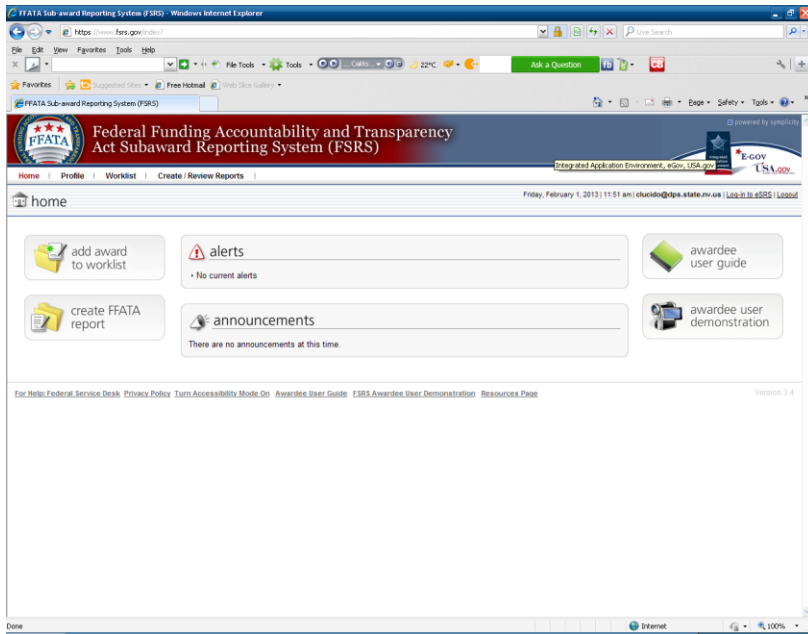 FFATA Sub-award Reporting System (FSRS) - Windows Internet Explorer
https://www.fsrs.gov/index?
Live Search
File Edit View Favorites Tools Help
File Tools Tools 22°C Ask a Question
Favorites Suggested Sites Free Hotmail Web Slice Gallery
FFATA Sub-award Reporting System (FSRS) Page Safety Tools
FFATA
Federal Funding Accountability and Transparency
Act Subaward Reporting System (FSRS)
powered by symplicity
E-GOV
USA.gov
Integrated Application Environment, eGov, USA.gov
Home Profile Worklist Create / Review Reports
home
Friday, February 1, 2013 | 11:51 am | clucido@dps.state.nv.us | Log-in to eSRS | Logout
add award
to worklist
alerts
No current alerts
awardee
user guide
create FFATA
report
announcements
There are no announcements at this time.
awardee user
demonstration
For Help: Federal Service Desk Privacy Policy Turn Accessibility Mode On Awardee User Guide FSRS Awardee User Demonstration Resources Page
Version 3.4
Done Internet 100%